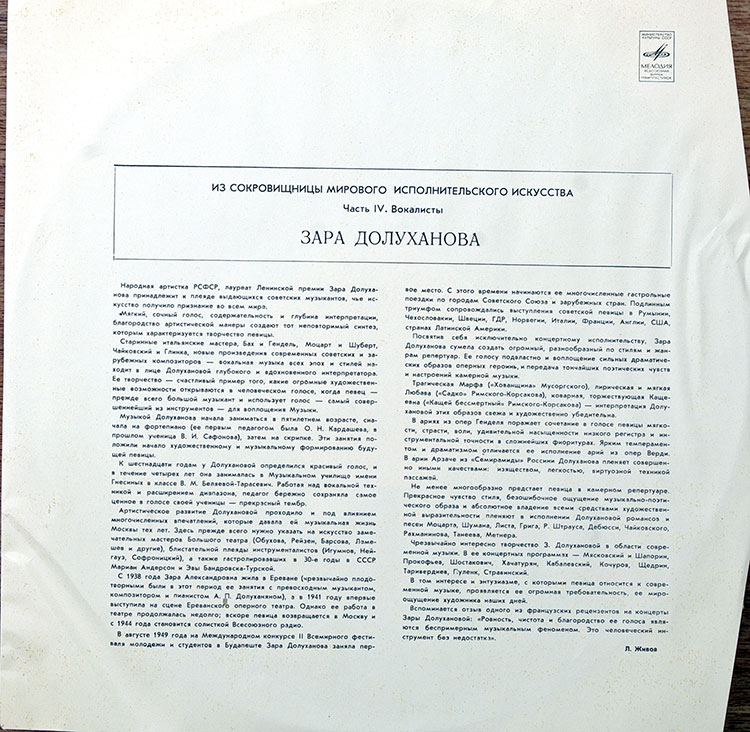 МИНИСТЕРСТВО
КУЛЬТУРЫ СССР
МЕЛОДИЯ
ВСЕСОЮЗНАЯ
ФИРМА
ГРАМПЛАСТИНОК
ИЗ СОКРОВИЩНИЦЫ МИРОВОГО ИСПОЛНИТЕЛЬСКОГО ИСКУССТВА
Часть IV. Вокалисты
ЗАРА ДОЛУХАНОВА
Народная артистка РСФСР, лауреат Ленинской премии Зара Долуха-
нова принадлежит к плеяде выдающихся советских музыкантов, чье ис-
кусство получило признание во всем мире.
«Мягкий, сочный голос, содержательность и глубина интерпретации,
благородство артистической манеры создают тот неповторимый синтез,
которым характеризуется творчество певицы.
Старинные итальянские мастера, Бах и Гендель, Моцарт и Шуберт,
Чайковский и Глинка, новые произведения современных советских и за-
рубежных композиторов — вокальная музыка всех эпох и стилей на-
ходит в лице Долухановой глубокого и вдохновенного интерпретатора.
Ее творчество — счастливый пример того, какие огромные художествен-
ные возможности открываются в человеческом голосе, когда певец —
прежде всего большой музыкант и использует голос — самый совер-
шеннейший из инструментов — для воплощения Музыки.
Музыкой Долуханова начала заниматься в пятилетнем возрасте, сна-
чала на фортепиано (ее первым педагогом была О. Н. Кардашева, в
прошлом ученица В. И. Сафонова), затем на скрипке. Эти занятия по-
ложили начало художественному и музыкальному формированию буду-
щей певицы.
К шестнадцати годам у Долухановой определился красивый голос, и
в течение четырех лет она занималась в Музыкальном училище имени
Гнесиных в классе В. М. Беляевой-Тарасевич. Работая над вокальной тех-
никой и расширением диапазона, педагог бережно сохраняла самое
ценное в голосе своей ученицы — прекрасный тембр.
Артистическое развитие Долухановой проходило и под влиянием
многочисленных впечатлений, которые давала ей музыкальная жизнь
Москвы тех лет. Здесь прежде всего нужно указать на искусство заме-
чательных мастеров Большого театра (Обухова, Рейзен, Барсова, Леме-
шев и другие), блистательной плеяды инструменталистов (Игумнов, Ней-
гауз, Софроницкий), а также гастролировавших в 30-е годы в СССР
Мариан Андерсон и Эвы Бандровска-Турской.
С 1938 года Зара Александровна жила в Ереване (чрезвычайно плодо-
творными были в этот период ее занятия с превосходным музыкантом,
композитором и пианистом А. П. Долуханяном), а в 1941 году впервые
выступила на сцене Ереванского оперного театра. Однако ее работа в
театре продолжалась недолго; вскоре певица возвращается в Москву и
с 1944 года становится солисткой Всесоюзного радио.
В августе 1949 года на Международном конкурсе II Всемирного фести-
валя молодежи и студентов в Будапеште Зара Долуханова заняла пер-
вое место. С этого времени начинаются ее многочисленные гастрольные
поездки по городам Советского Союза и зарубежных стран. Подлинным
триумфом сопровождались выступления советской певицы в Румынии,
Чехословакии, Швеции, ГДР, Норвегии, Италии, Франции, Англии, США,
странах Латинской Америки.
Посвятив себя исключительно концертному исполнительству, Зара
Долуханова сумела создать огромный, разнообразный по стилям и жан-
рам репертуар. Ее голосу подвластно и воплощение сильных драматиче-
ских образов оперных героинь, и передача тончайших поэтических чувств
и настроений камерной музыки.
Трагическая Марфа («Хованщина» Мусоргского), лирическая и мягкая
Любава («Садко» Римского-Корсакова), коварная, торжествующая Каще-
евна («Кащей бессмертный» Римского-Корсакова) — интерпретация Долу-
хановой этих образов свежа и художественно убедительна.
В ариях из опер Генделя поражает сочетание в голосе певицы мягко-
сти, страсти, воли, удивительной насыщенности низкого регистра и ин-
струментальной точности в сложнейших фиоритурах. Ярким темперамен-
том и драматизмом отличается ее исполнение арий из опер Верди.
В арии Арзаче из «Семирамиды» Россини Долуханова пленяет совершен-
но иными качествами: изяществом, легкостью, виртуозной техникой
пассажей.
Не менее многообразно предстает певица в камерном репертуаре.
Прекрасное чувство стиля, безошибочное ощущение музыкально-поэти-
ческого образа и абсолютное владение всеми средствами художествен-
ной выразительности пленяют в исполнении Долухановой романсов и
песен Моцарта, Шумана, Листа, Грига, Р. Штрауса, Дебюсси, Чайковского,
Рахманинова, Танеева, Метнера.
Чрезвычайно интересно творчество З. Долухановой в области совре-
менной музыки. В ее концертных программах — Мясковский и Шапорин,
Прокофьев, Шостакович, Хачатурян, Кабалевский, Кочуров, Щедрин,
Таривердиев, Пуленк, Стравинский.
В том интересе и энтузиазме, с которыми певица относится к совре-
менной музыке, проявляется ее огромная требовательность, ее миро-
ощущение художника наших дней.
Вспоминается отзыв одного из французских рецензентов на концерты
Зары Долухановой: «Ровность, чистота и благородство ее голоса явля-
ются беспримерным музыкальным феноменом. Это человеческий ин-
струмент без недостатка».
Л. Живов